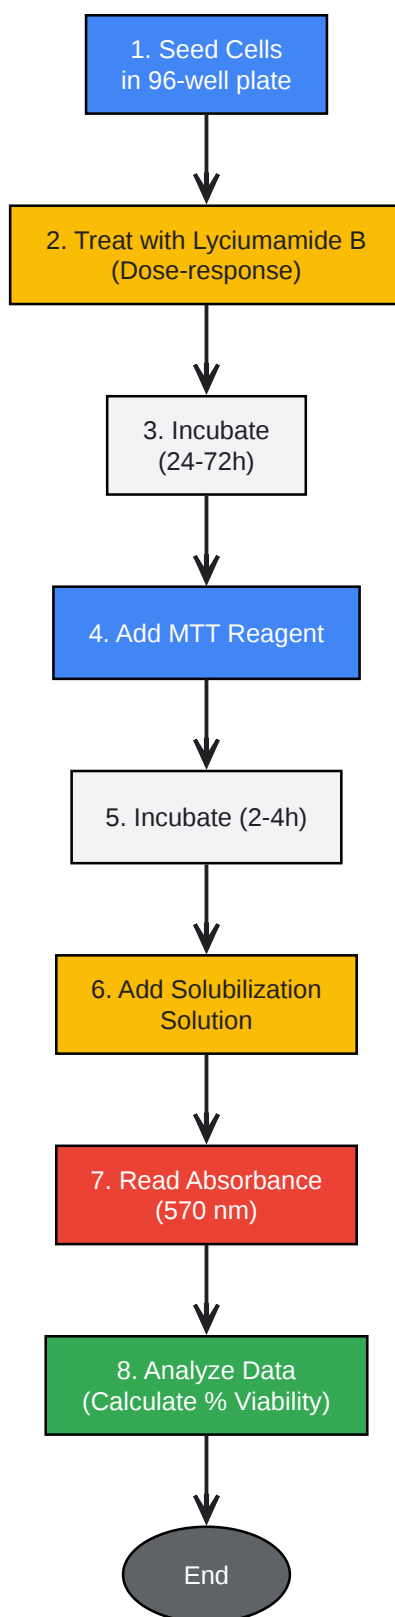 1. Seed Cells
in 96-well plate
2. Treat with Lyciumamide B
(Dose-response)
3. Incubate
(24-72h)
4. Add MTT Reagent
5. Incubate (2-4h)
6. Add Solubilization
Solution
7. Read Absorbance
(570 nm)
8. Analyze Data
(Calculate % Viability)
End